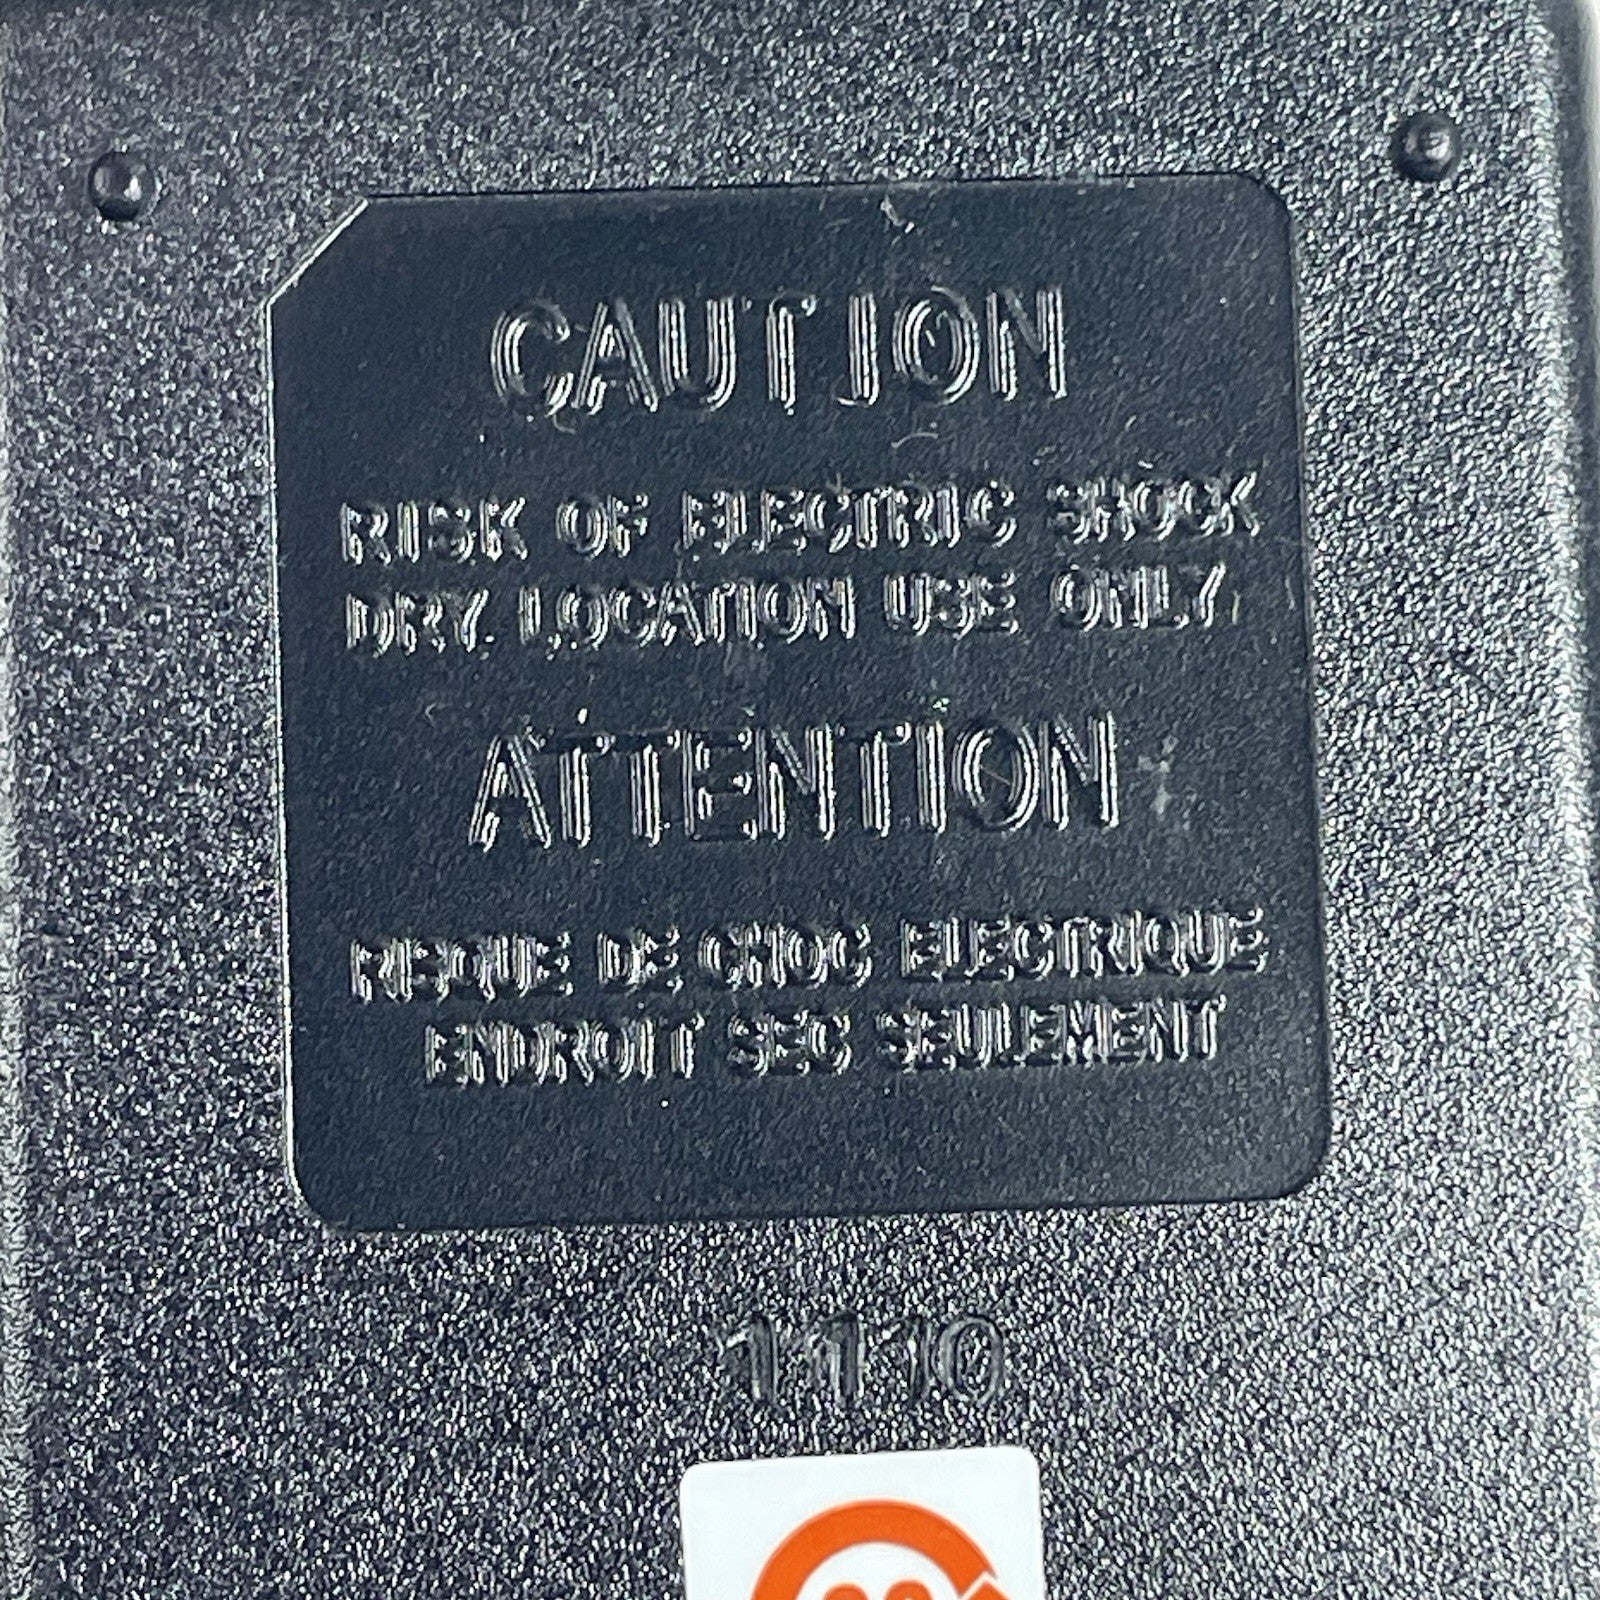 CAUTION
RISK OF ELECTRIC SHOCK
DRY LOCATION USE ONLY.
ATTENTION
RISQUE DE CHOC ELECTRIQUE
ENDROIT SEC SEULEMENT
1110